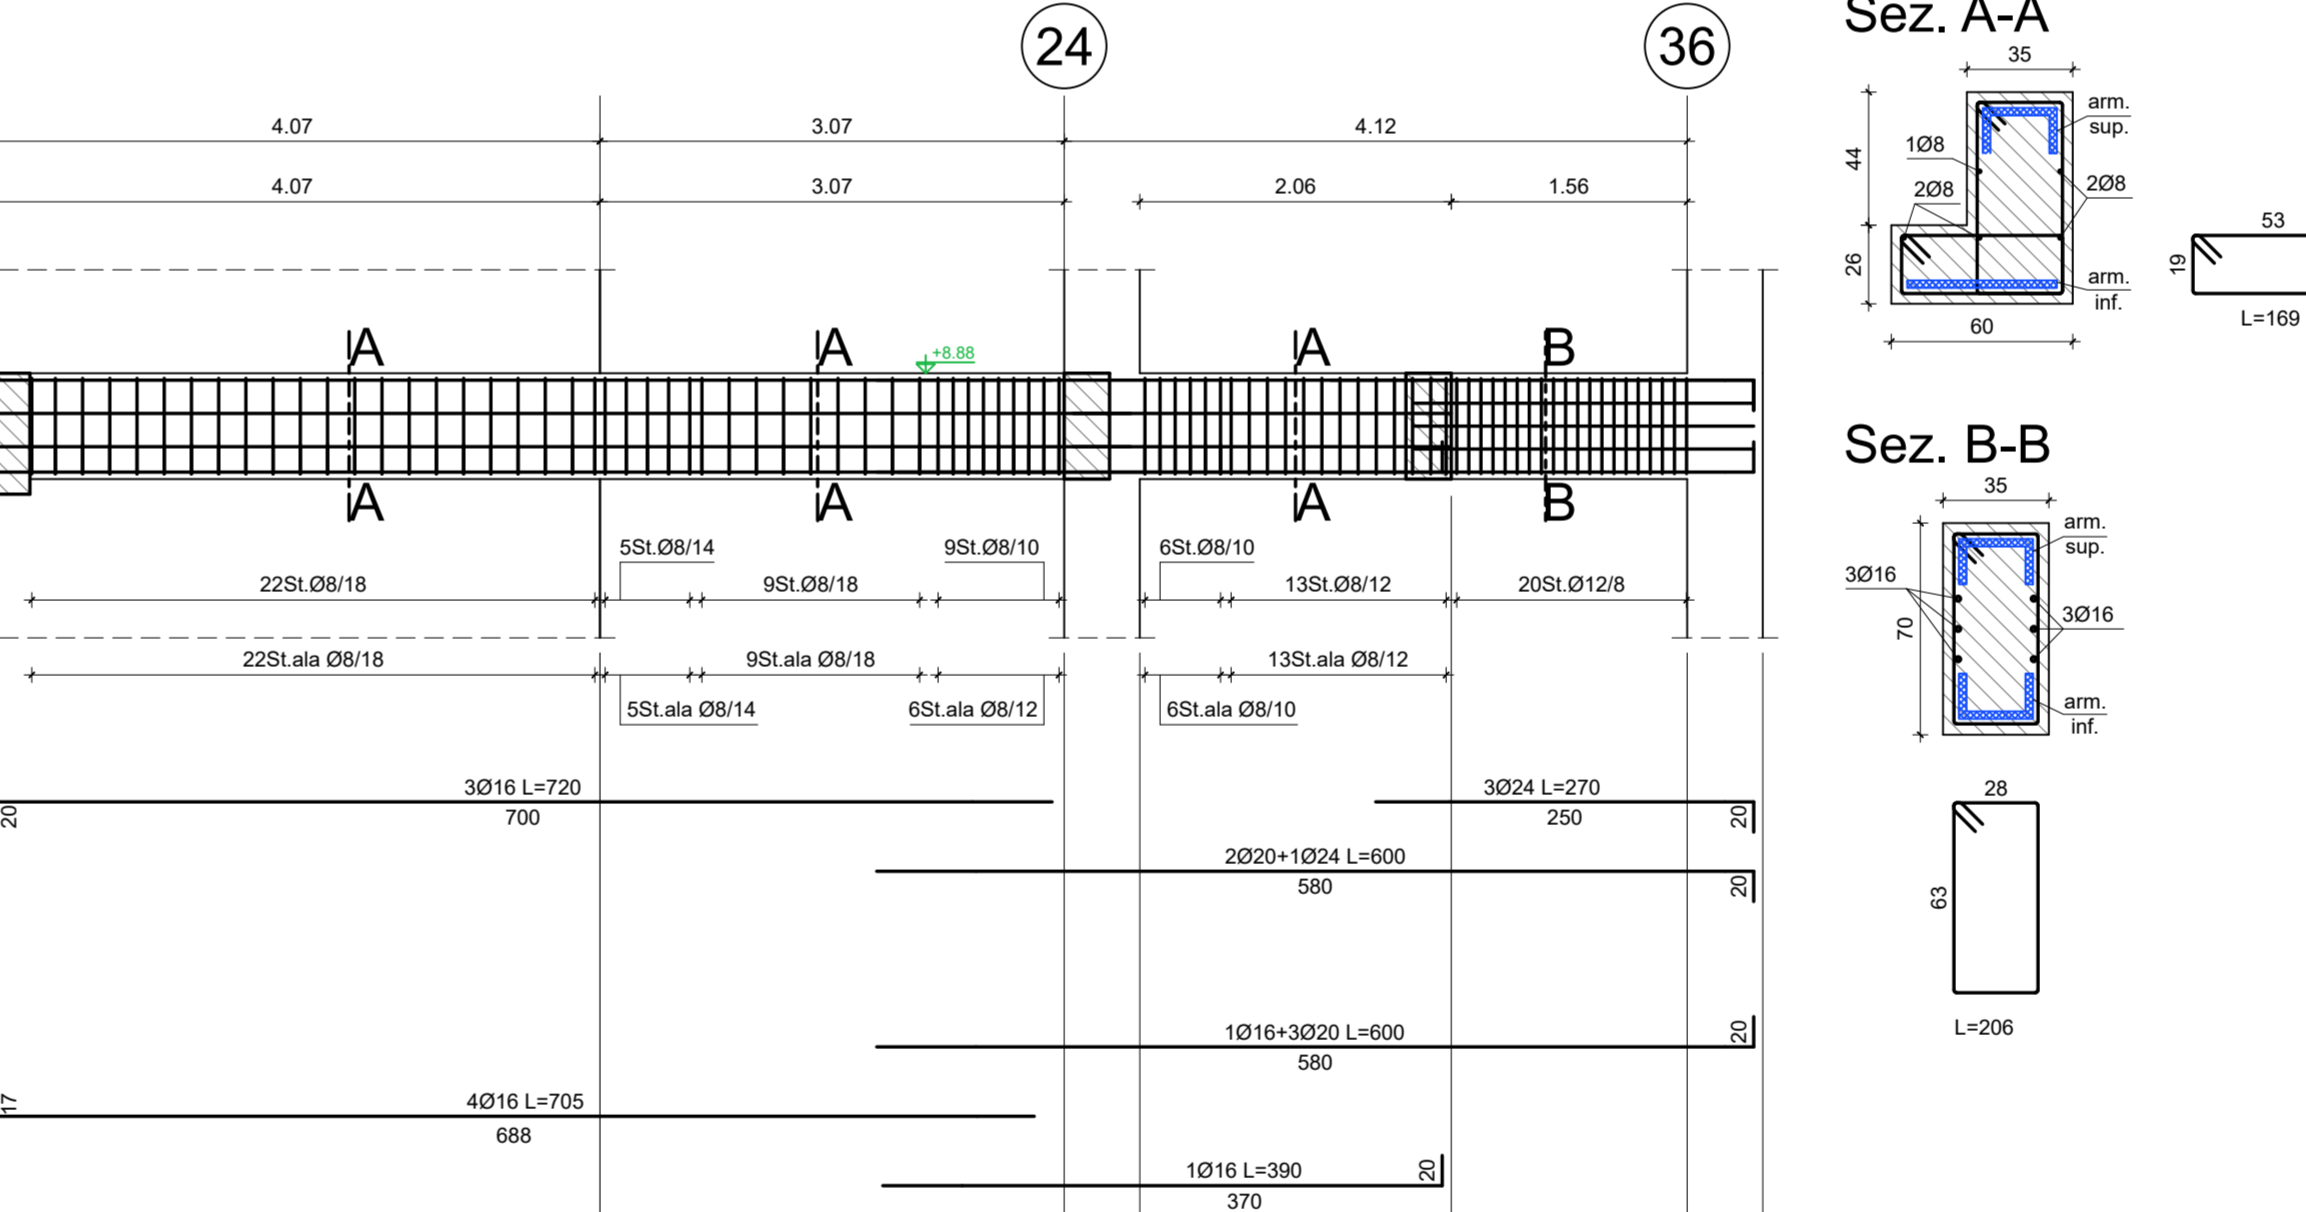 24
36
Sez. A-A
35
4.07
3.07
4.12
4.07
3.07
2.06
1.56
arm.
sup.
44
1Ø8
2Ø8
2Ø8
26
arm.
inf.
60
53
19
L=169
A
A
A
B
+8.88
A
A
A
B
Sez. B-B
35
arm.
sup.
3Ø16
70
3Ø16
arm.
inf.
28
63
L=206
5St.Ø8/14
9St.Ø8/10
6St.Ø8/10
22St.Ø8/18
9St.Ø8/18
13St.Ø8/12
20St.Ø12/8
22St.ala Ø8/18
9St.ala Ø8/18
13St.ala Ø8/12
5St.ala Ø8/14
6St.ala Ø8/12
6St.ala Ø8/10
20
3Ø16 L=720
700
3Ø24 L=270
250
20
2Ø20+1Ø24 L=600
580
20
1Ø16+3Ø20 L=600
580
20
17
4Ø16 L=705
688
1Ø16 L=390
370
20